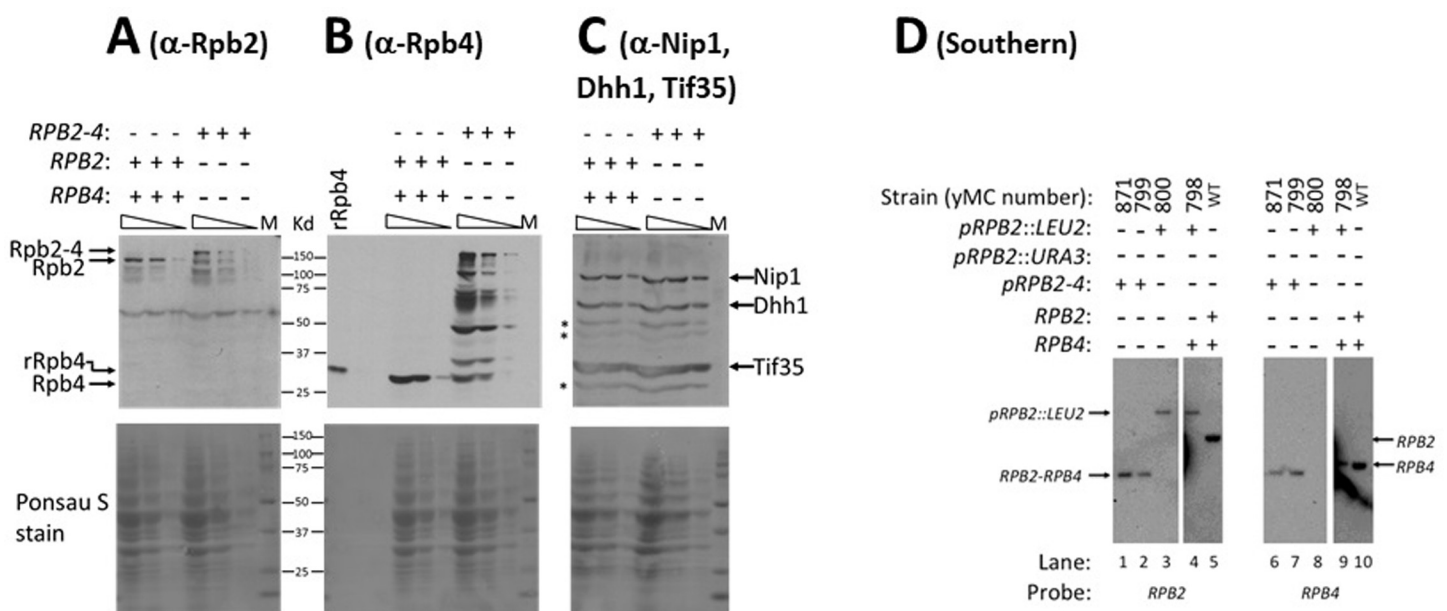 A (α-Rpb2)
B (α-Rpb4)
C (α-Nip1,
Dhh1, Tif35)
D (Southern)
RPB2-4: - - - + + +
RPB2: + + + - - -
RPB4: + + + - - -
- - - + + +
+ + + - - -
+ + + - - -
- - - + + +
+ + + - - -
+ + + - - -
rRpb4
M
Kd
M
Rpb2-4
Rpb2
rRpb4
Rpb4
150
100
75
50
37
25
*
*
*
Nip1
Dhh1
Tif35
Ponsau S
stain
150
100
75
50
37
25
Strain (yMC number): 871 799 800 798 WT 871 799 800 798 WT
pRPB2::LEU2: - - + + - - - + + -
pRPB2::URA3: - - - - - - - - - -
pRPB2-4: + + - - - + + - - -
RPB2: - - - - + - - - - +
RPB4: - - - + + - - - + +
pRPB2::LEU2
RPB2-RPB4
RPB2
RPB4
Lane: 1 2 3 4 5 6 7 8 9 10
Probe: RPB2 RPB4